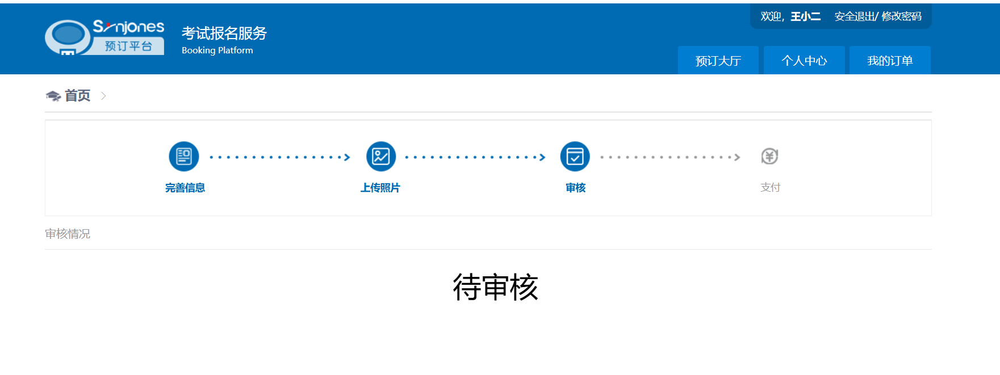 欢迎，王小二 安全退出/ 修改密码
Sinjones
预订平台
考试报名服务
Booking Platform
预订大厅 个人中心 我的订单
首页
完善信息 上传照片 审核 支付
审核情况
待审核